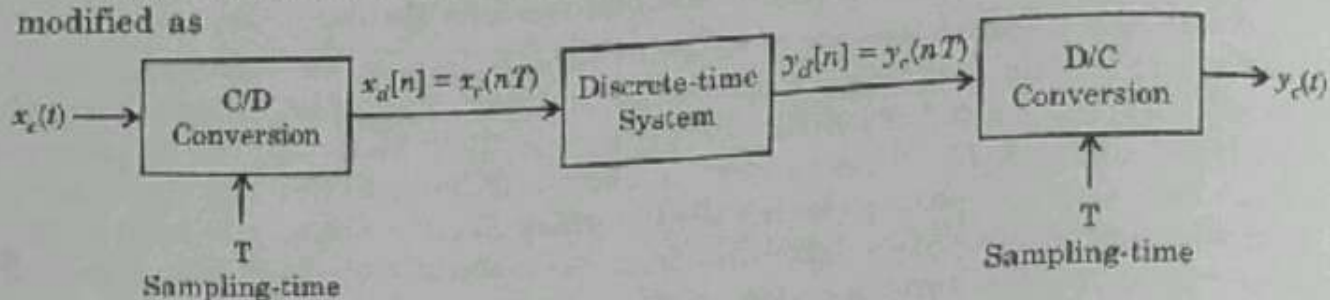 modified as
x_c(t)
C/D
Conversion
x_d[n] = x_c(nT)
Discrete-time
System
y_d[n] = y_c(nT)
D/C
Conversion
y_c(t)
T
Sampling-time
T
Sampling-time